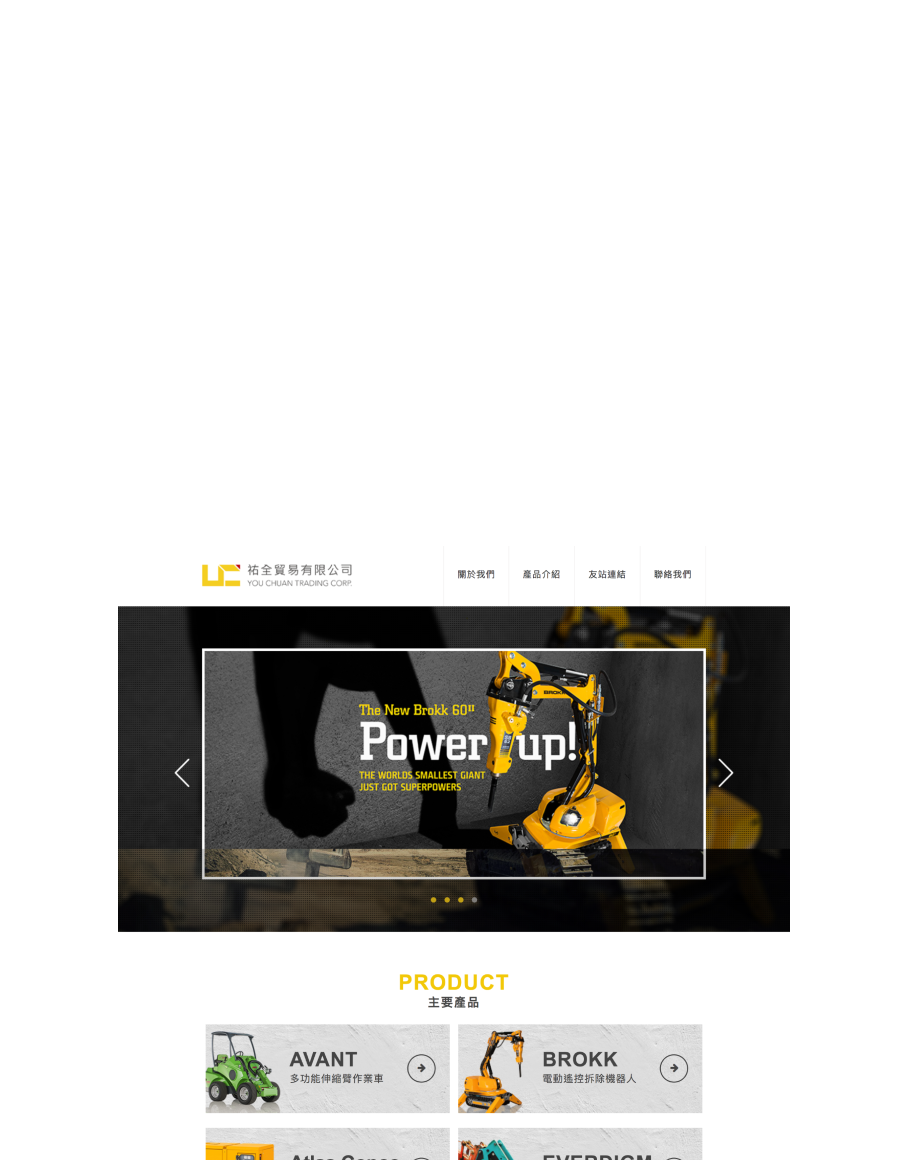 祐全貿易有限公司
YOU CHUAN TRADING CORP.
關於我們
產品介紹
友站連結
聯絡我們
BROKK
The New Brokk 60II
Power up!
THE WORLDS SMALLEST GIANT
JUST GOT SUPERPOWERS
PRODUCT
主要產品
AVANT
多功能伸縮臂作業車
BROKK
電動遙控拆除機器人
Atlas Copco
EVERDIGM